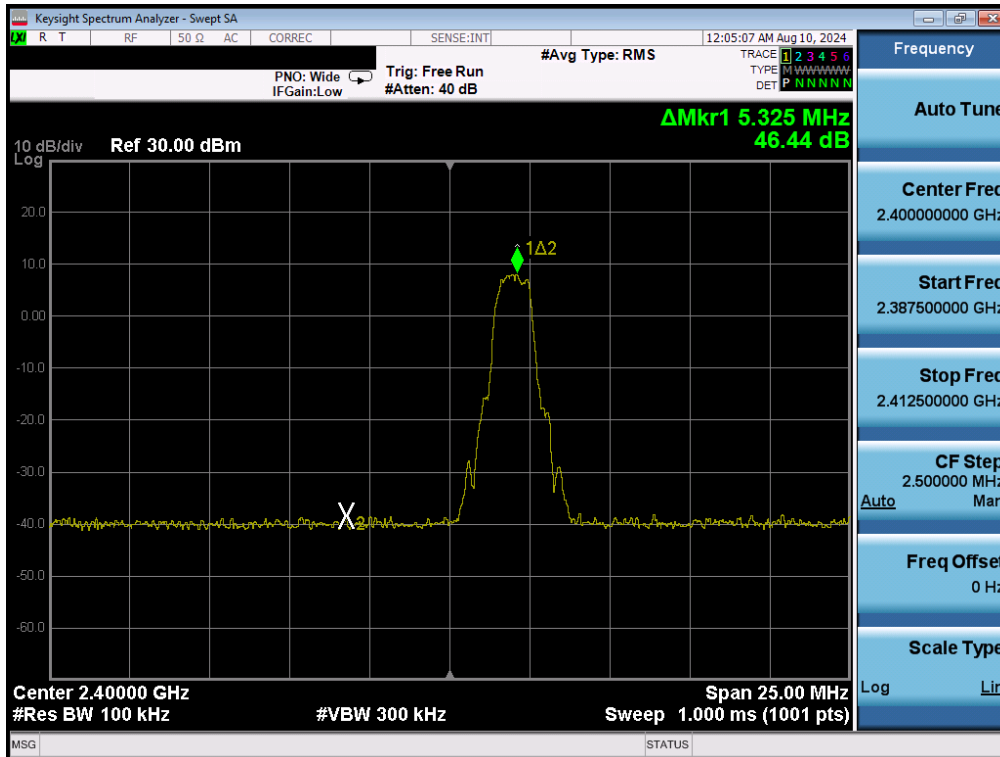 Keysight Spectrum Analyzer - Swept SA
LXI R T RF 50 Ω AC CORREC SENSE:INT 12:05:07 AM Aug 10, 2024
#Avg Type: RMS
TRACE 1 2 3 4 5 6
PNO: Wide Trig: Free Run
TYPE M WWWWW
IFGain:Low #Atten: 40 dB
DET P N N N N N
ΔMkr1 5.325 MHz
46.44 dB
10 dB/div Ref 30.00 dBm
Log
20.0
1Δ2
10.0
0.00
-10.0
-20.0
-30.0
X2
-40.0
-50.0
-60.0
Center 2.40000 GHz Span 25.00 MHz
#Res BW 100 kHz #VBW 300 kHz Sweep 1.000 ms (1001 pts)
MSG STATUS
Frequency
Auto Tune
Center Freq
2.400000000 GHz
Start Freq
2.387500000 GHz
Stop Freq
2.412500000 GHz
CF Step
2.500000 MHz
Auto Man
Freq Offset
0 Hz
Scale Type
Log Lin